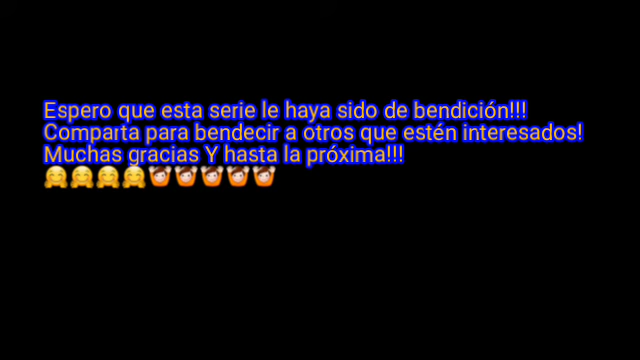 Espero que esta serie le haya sido de bendición!!!
Comparta para bendecir a otros que estén interesados!
Muchas gracias Y hasta la próxima!!!
🤗🤗🤗🤗🙆🙆🙆🙆🙆